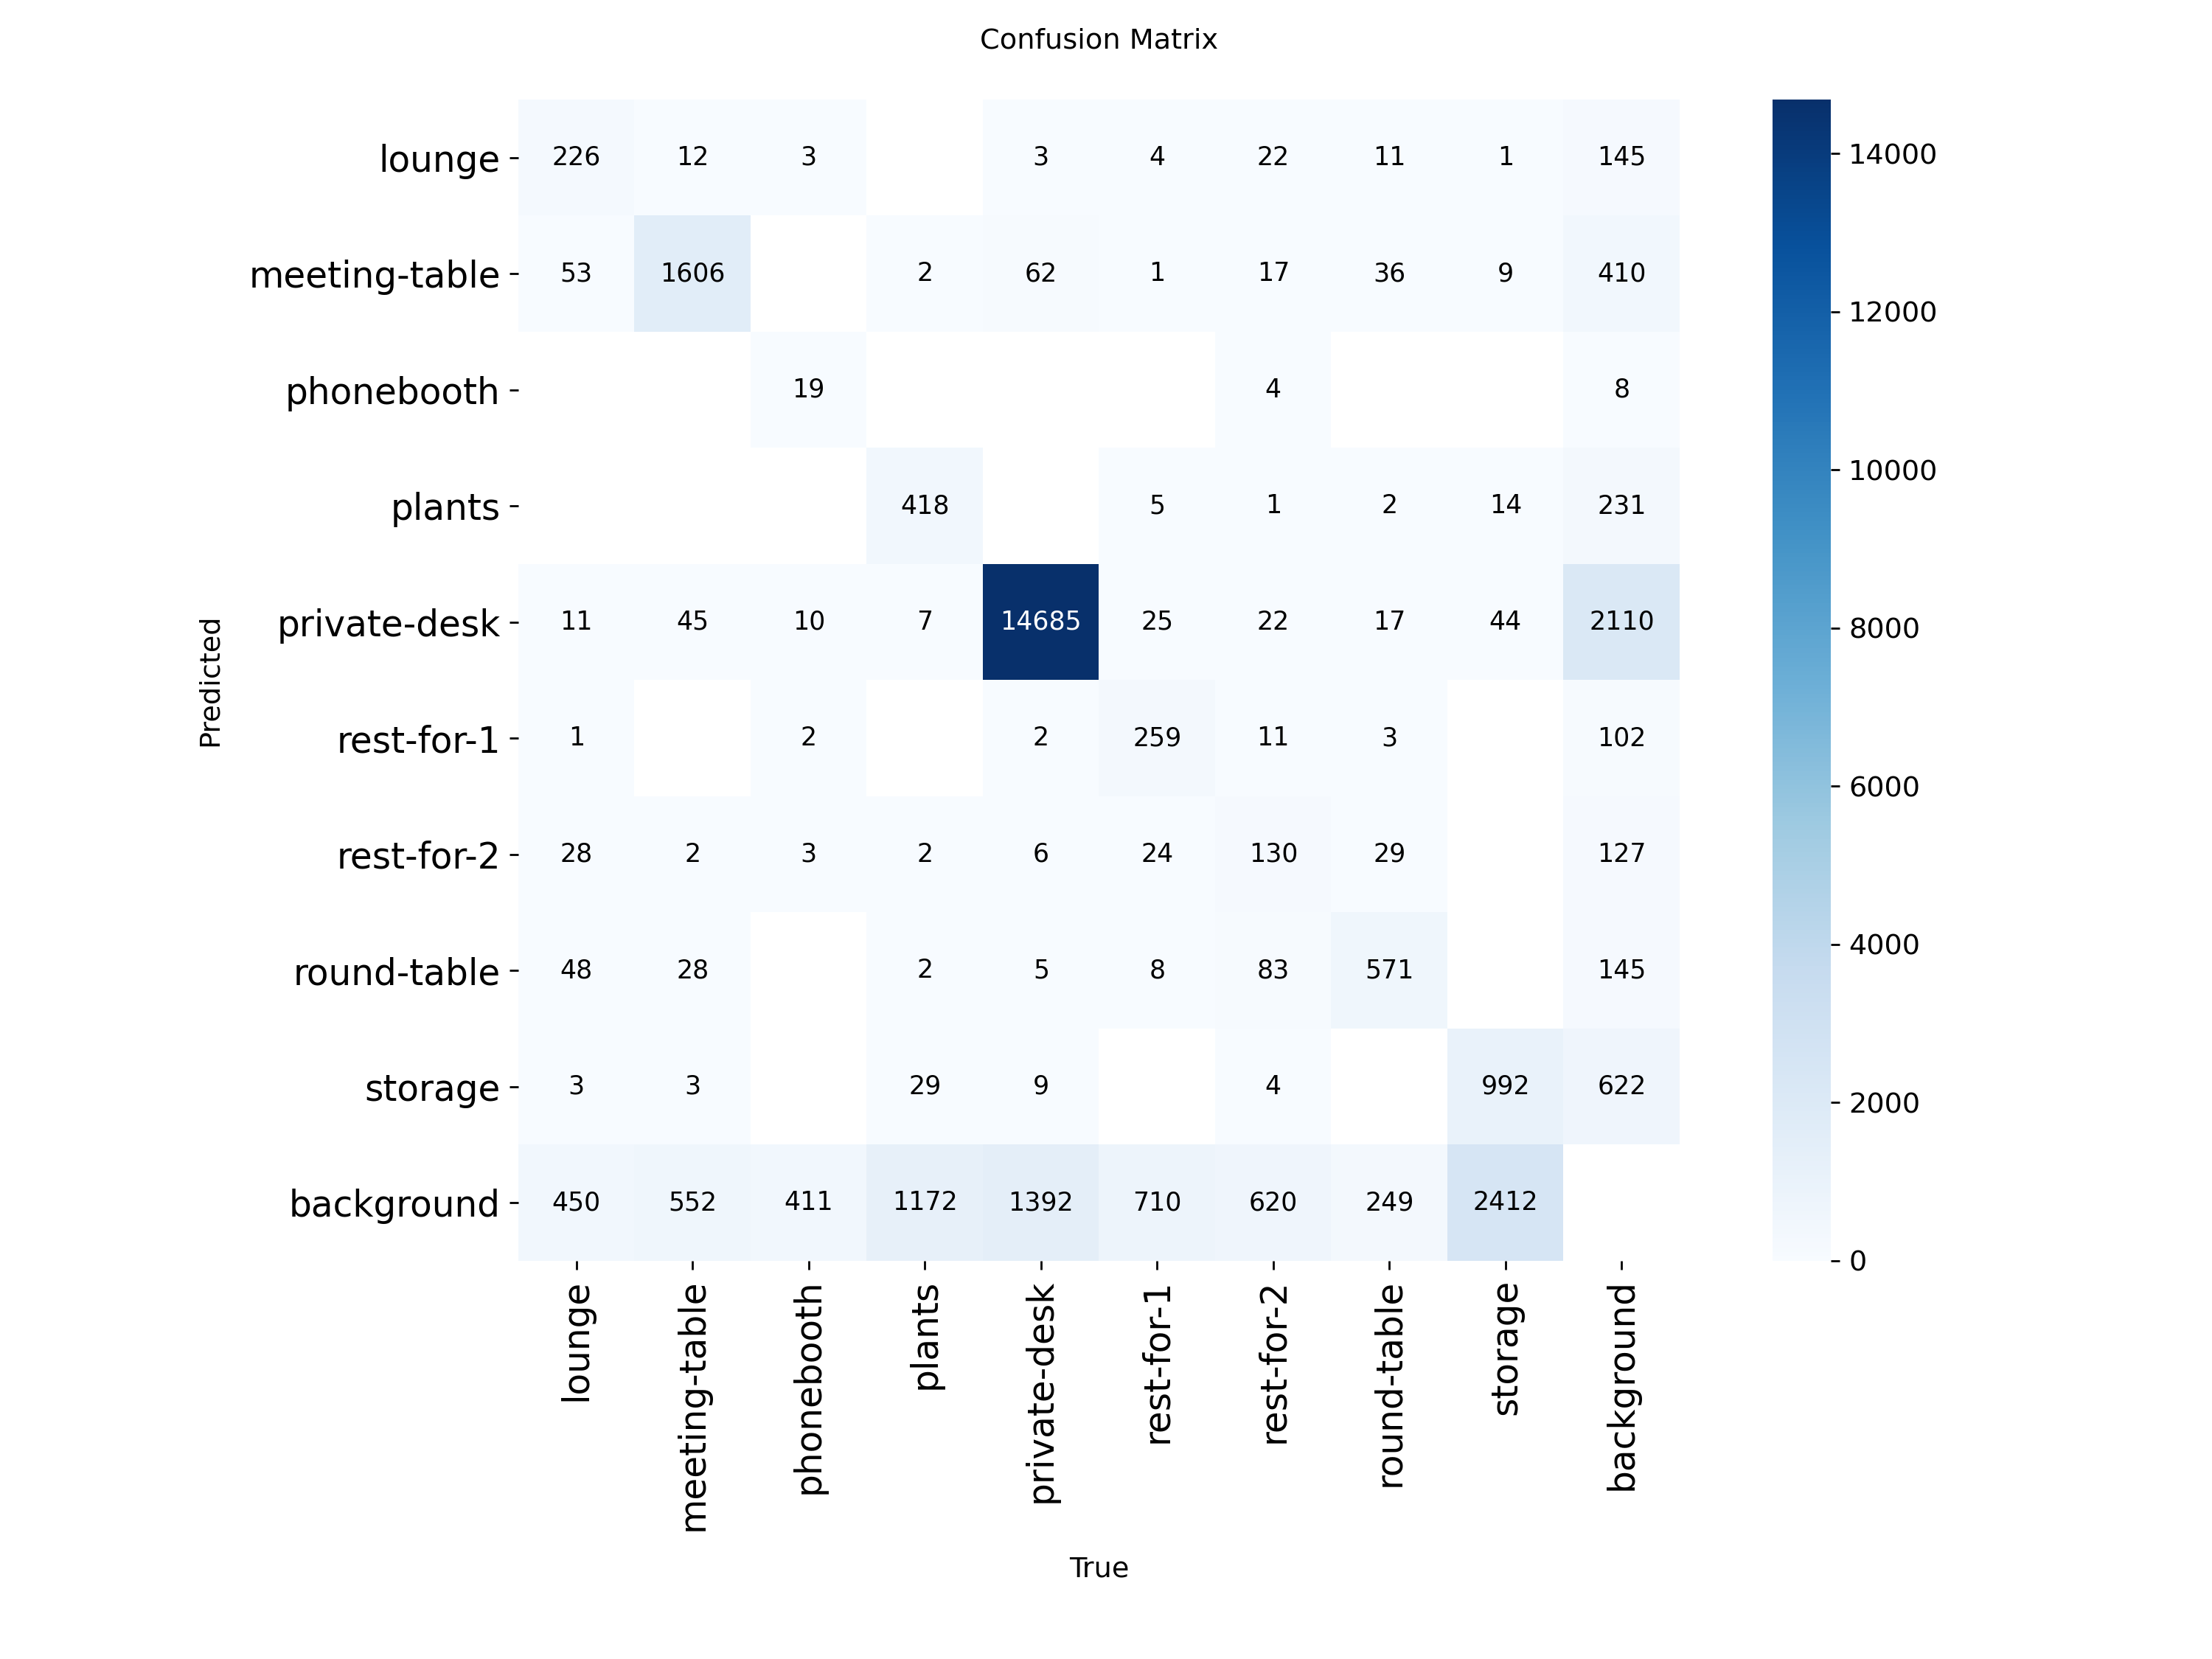 Confusion Matrix
lounge 226 12 3 3 4 22 11 1 145
meeting-table 53 1606 2 62 1 17 36 9 410
phonebooth 19 4 8
plants 418 5 1 2 14 231
private-desk 11 45 10 7 14685 25 22 17 44 2110
rest-for-1 1 2 2 259 11 3 102
rest-for-2 28 2 3 2 6 24 130 29 127
round-table 48 28 2 5 8 83 571 145
storage 3 3 29 9 4 992 622
background 450 552 411 1172 1392 710 620 249 2412
Predicted
lounge meeting-table phonebooth plants private-desk rest-for-1 rest-for-2 round-table storage background
True
14000
12000
10000
8000
6000
4000
2000
0